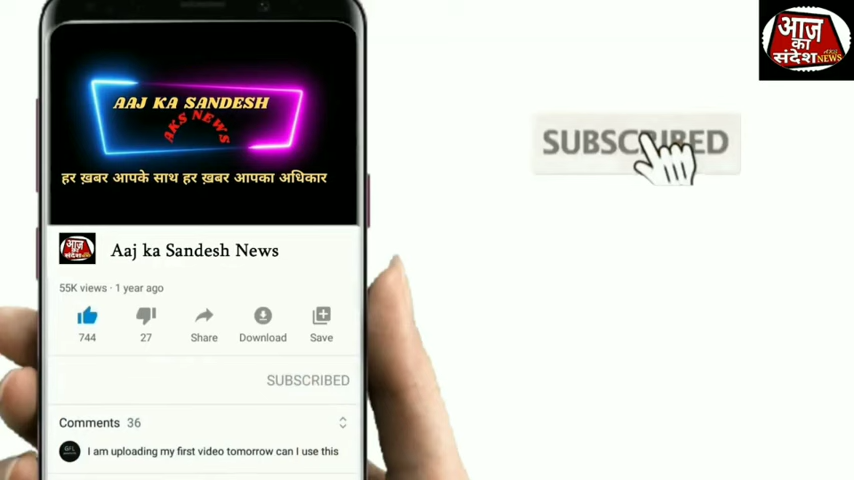 AAJ KA SANDESH
AKS NEWS
हर ख़बर आपके साथ हर ख़बर आपका अधिकार
आज का संदेश
Aaj ka Sandesh News
55K views · 1 year ago
744
27
Share
Download
Save
SUBSCRIBED
Comments 36
I am uploading my first video tomorrow can I use this
SUBSCRIBED
आज
का
संदेश NEWS